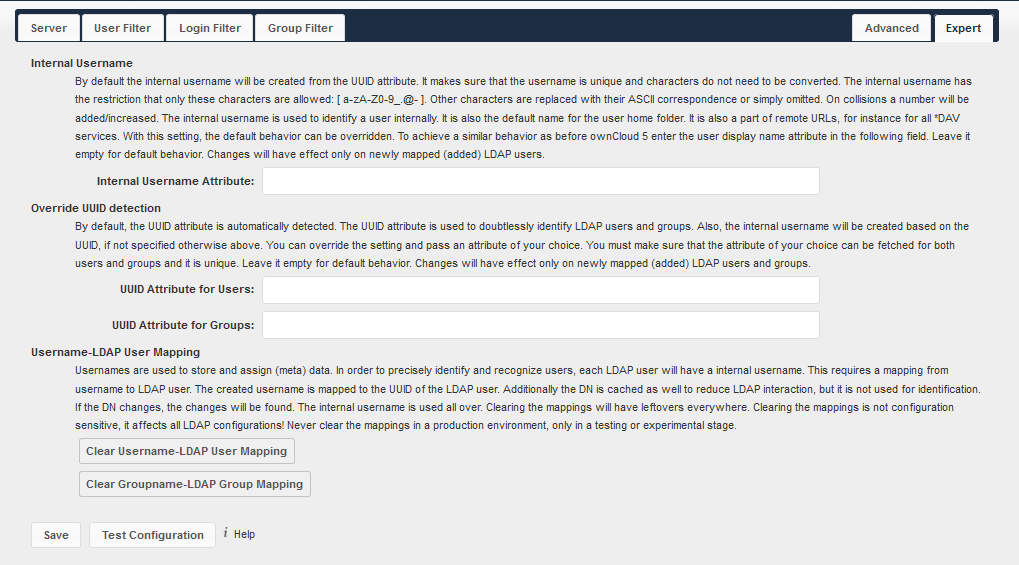 Server User Filter Login Filter Group Filter Advanced Expert
Internal Username
By default the internal username will be created from the UUID attribute. It makes sure that the username is unique and characters do not need to be converted. The internal username has
the restriction that only these characters are allowed: [ a-zA-Z0-9_.@- ]. Other characters are replaced with their ASCII correspondence or simply omitted. On collisions a number will be
added/increased. The internal username is used to identify a user internally. It is also the default name for the user home folder. It is also a part of remote URLs, for instance for all *DAV
services. With this setting, the default behavior can be overridden. To achieve a similar behavior as before ownCloud 5 enter the user display name attribute in the following field. Leave it
empty for default behavior. Changes will have effect only on newly mapped (added) LDAP users.
Internal Username Attribute:
Override UUID detection
By default, the UUID attribute is automatically detected. The UUID attribute is used to doubtlessly identify LDAP users and groups. Also, the internal username will be created based on the
UUID, if not specified otherwise above. You can override the setting and pass an attribute of your choice. You must make sure that the attribute of your choice can be fetched for both
users and groups and it is unique. Leave it empty for default behavior. Changes will have effect only on newly mapped (added) LDAP users and groups.
UUID Attribute for Users:
UUID Attribute for Groups:
Username-LDAP User Mapping
Usernames are used to store and assign (meta) data. In order to precisely identify and recognize users, each LDAP user will have a internal username. This requires a mapping from
username to LDAP user. The created username is mapped to the UUID of the LDAP user. Additionally the DN is cached as well to reduce LDAP interaction, but it is not used for identification.
If the DN changes, the changes will be found. The internal username is used all over. Clearing the mappings will have leftovers everywhere. Clearing the mappings is not configuration
sensitive, it affects all LDAP configurations! Never clear the mappings in a production environment, only in a testing or experimental stage.
Clear Username-LDAP User Mapping
Clear Groupname-LDAP Group Mapping
Save Test Configuration i Help